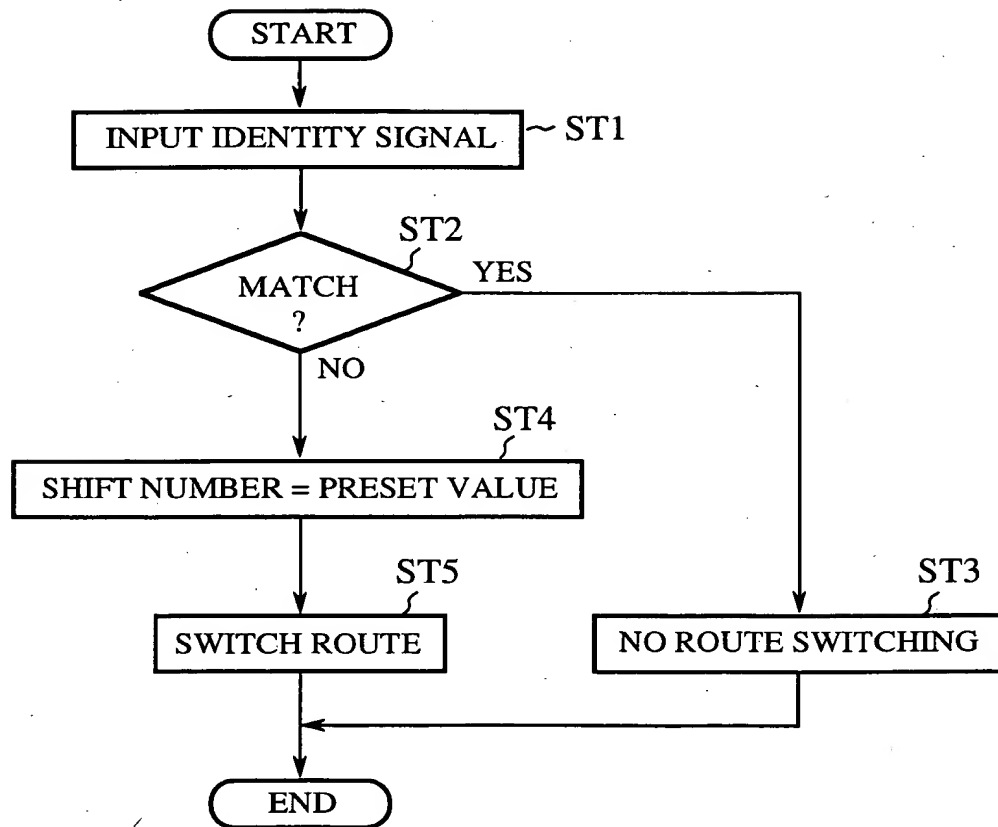 START
INPUT IDENTITY SIGNAL
ST1
ST2
MATCH
?
YES
NO
ST4
SHIFT NUMBER = PRESET VALUE
ST5
SWITCH ROUTE
ST3
NO ROUTE SWITCHING
END